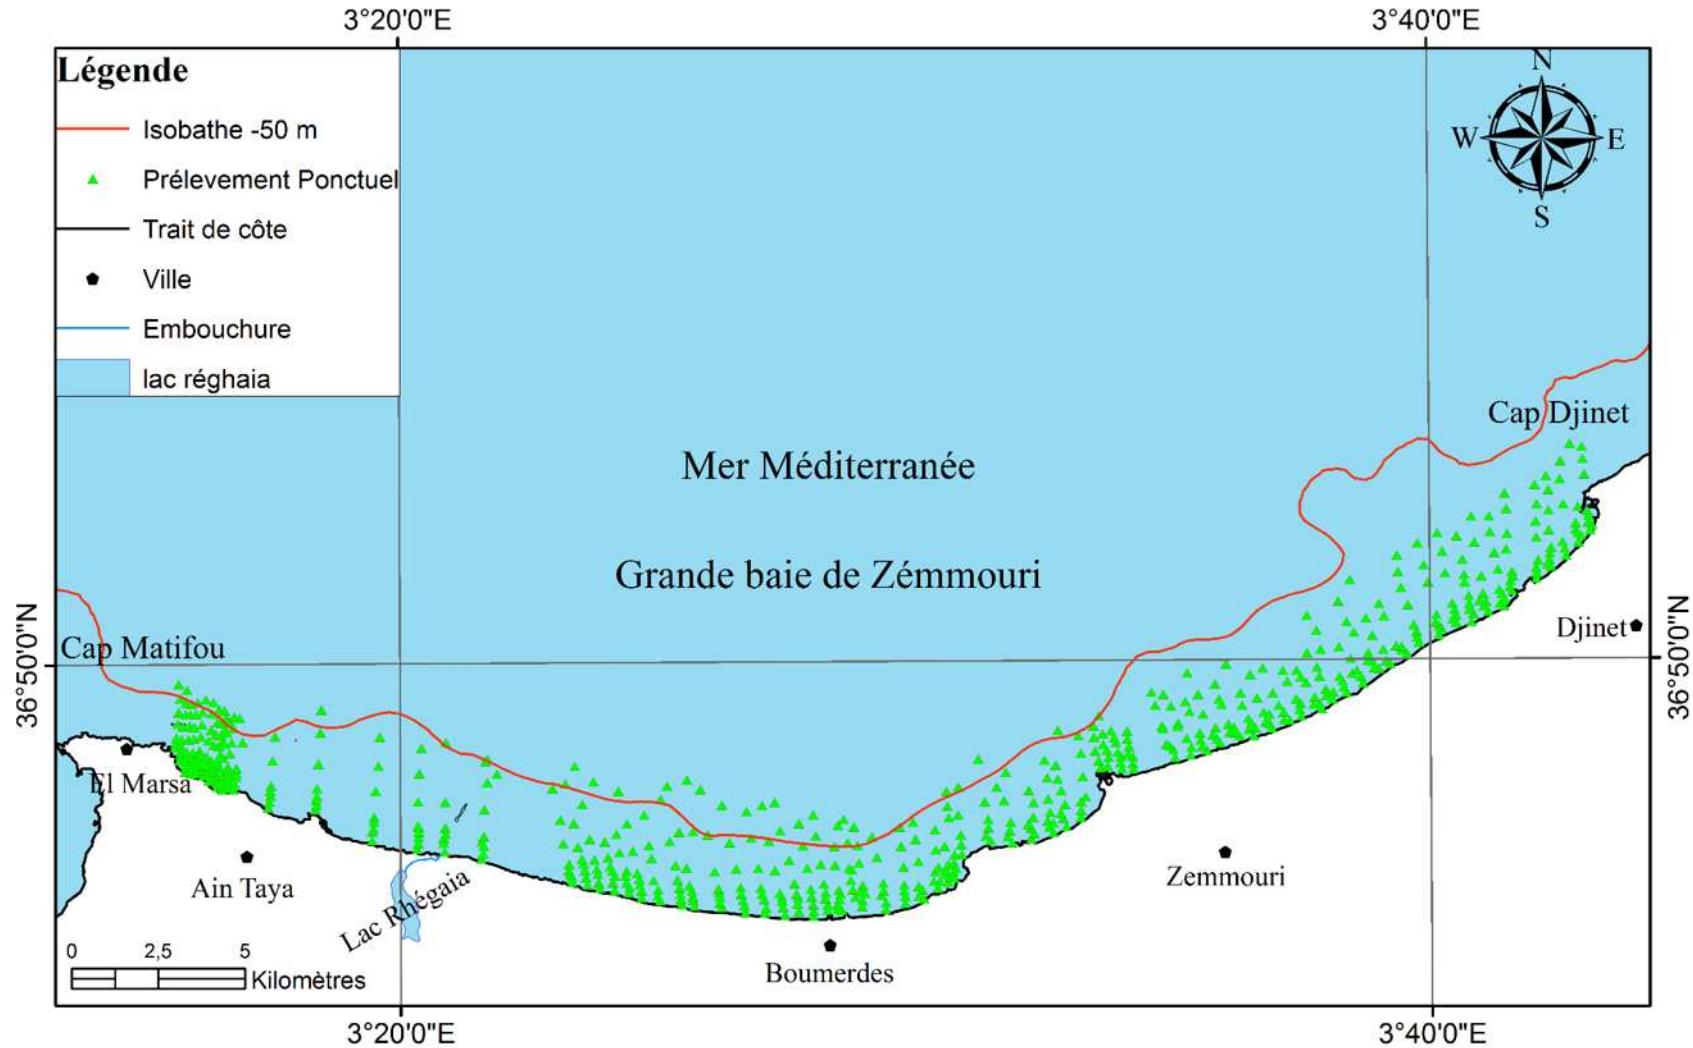 3°20'0"E
3°40'0"E
Légende
Isobathe -50 m
Prélevement Ponctuel
Trait de côte
Ville
Embouchure
lac réghaia
N
W
E
S
Cap Djinet
Mer Méditerranée
Grande baie de Zémmouri
36°50'0"N
36°50'0"N
Cap Matifou
Djinet
El Marsa
Ain Taya
Lac Rhégaia
Zemmouri
Boumerdes
0
2,5
5
Kilomètres
3°20'0"E
3°40'0"E